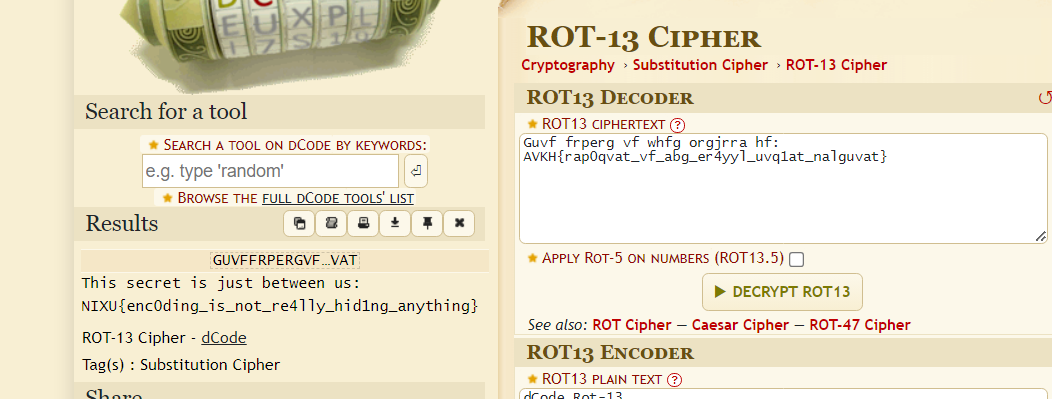 D C
E U X P L
I 7 S 1 9
Search for a tool
★ Search a tool on dCode by keywords:
e.g. type 'random'
★ Browse the full dCode tools' list
Results
GUVFFRPERGVF…VAT
This secret is just between us:
NIXU{enc0ding_is_not_re4lly_hid1ng_anything}
ROT-13 Cipher - dCode
Tag(s) : Substitution Cipher
Share
ROT-13 Cipher
Cryptography › Substitution Cipher › ROT-13 Cipher
ROT13 Decoder
★ ROT13 ciphertext ?
Guvf frperg vf whfg orgjrra hf:
AVKH{rap0qvat_vf_abg_er4yyl_uvq1at_nalguvat}
★ Apply Rot-5 on numbers (ROT13.5)
▶ DECRYPT ROT13
See also: ROT Cipher — Caesar Cipher — ROT-47 Cipher
ROT13 Encoder
★ ROT13 plain text ?
dCode Rot-13